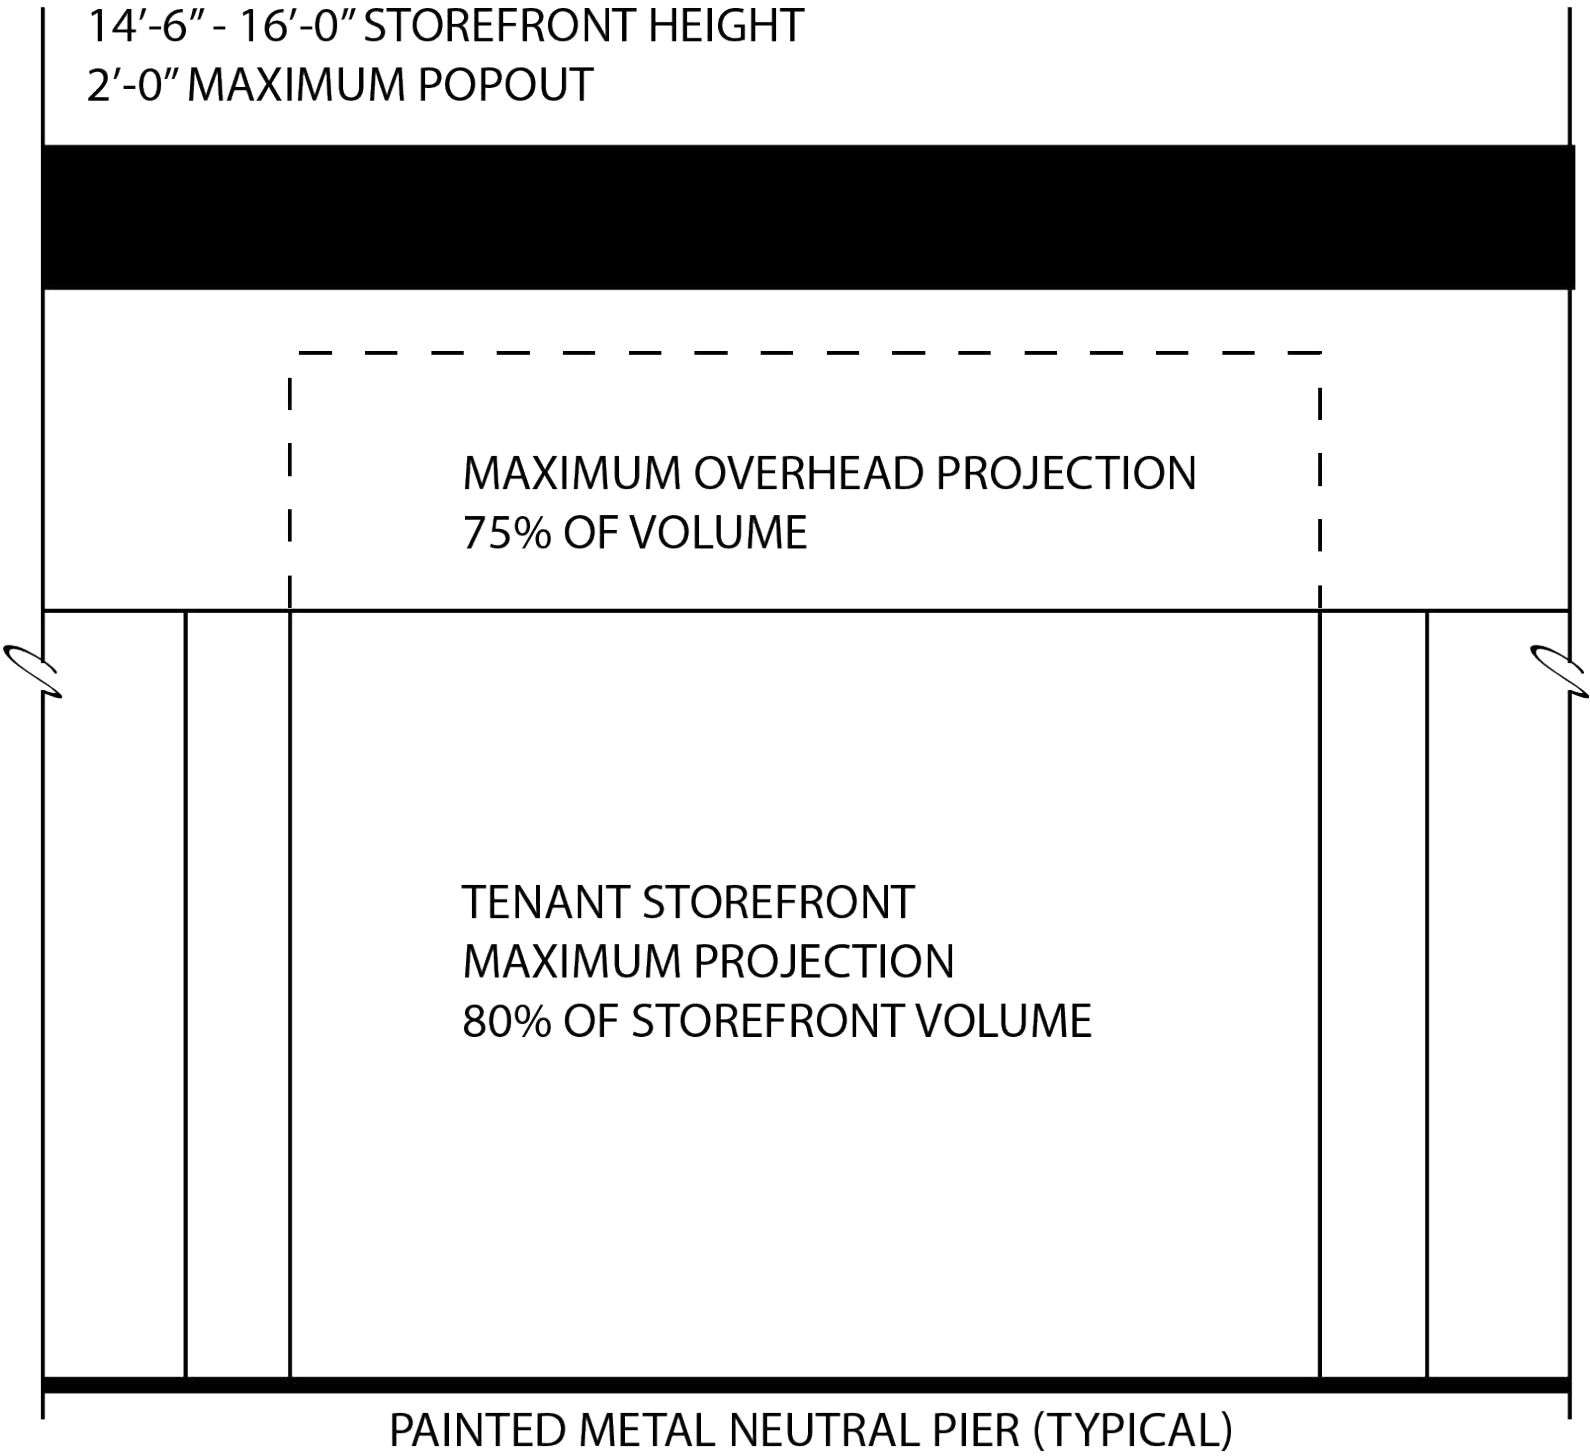 14’-6” - 16’-0” STOREFRONT HEIGHT
2’-0” MAXIMUM POPOUT
MAXIMUM OVERHEAD PROJECTION
75% OF VOLUME
TENANT STOREFRONT
MAXIMUM PROJECTION
80% OF STOREFRONT VOLUME
PAINTED METAL NEUTRAL PIER (TYPICAL)